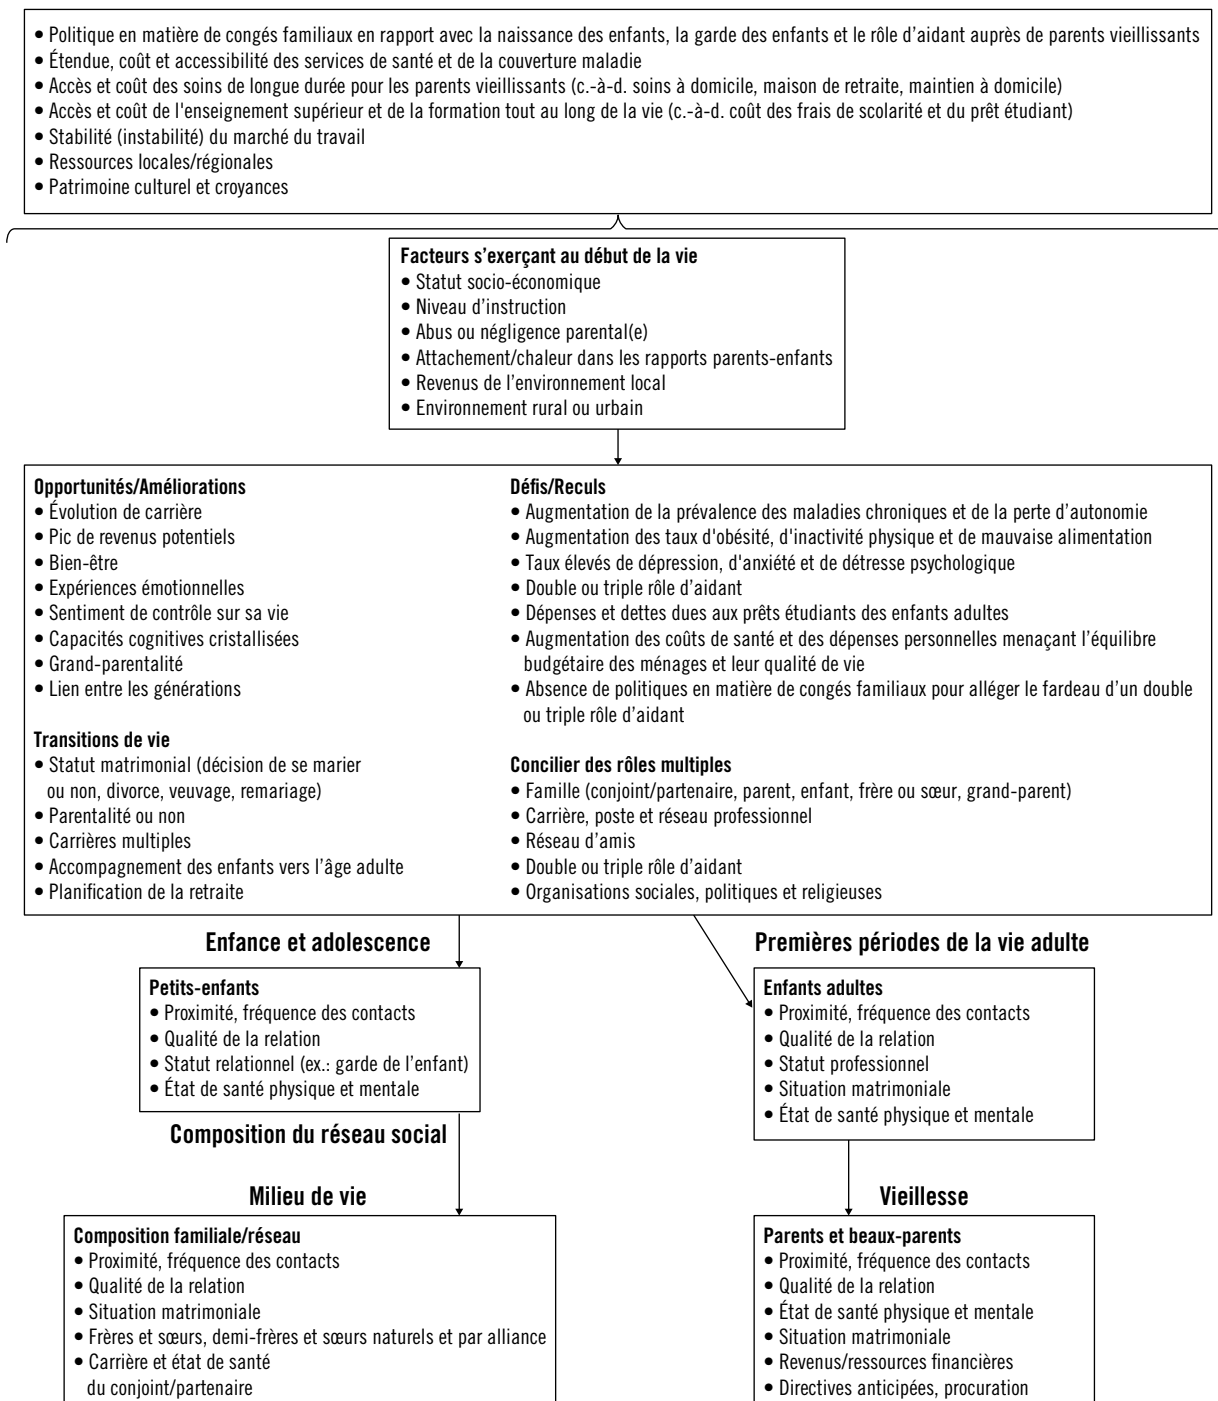 • Politique en matière de congés familiaux en rapport avec la naissance des enfants, la garde des enfants et le rôle d’aidant auprès de parents vieillissants
• Étendue, coût et accessibilité des services de santé et de la couverture maladie
• Accès et coût des soins de longue durée pour les parents vieillissants (c.-à-d. soins à domicile, maison de retraite, maintien à domicile)
• Accès et coût de l'enseignement supérieur et de la formation tout au long de la vie (c.-à-d. coût des frais de scolarité et du prêt étudiant)
• Stabilité (instabilité) du marché du travail
• Ressources locales/régionales
• Patrimoine culturel et croyances
Facteurs s’exerçant au début de la vie
• Statut socio-économique
• Niveau d’instruction
• Abus ou négligence parental(e)
• Attachement/chaleur dans les rapports parents-enfants
• Revenus de l’environnement local
• Environnement rural ou urbain
Opportunités/Améliorations
• Évolution de carrière
• Pic de revenus potentiels
• Bien-être
• Expériences émotionnelles
• Sentiment de contrôle sur sa vie
• Capacités cognitives cristallisées
• Grand-parentalité
• Lien entre les générations
Transitions de vie
• Statut matrimonial (décision de se marier
ou non, divorce, veuvage, remariage)
• Parentalité ou non
• Carrières multiples
• Accompagnement des enfants vers l’âge adulte
• Planification de la retraite
Défis/Reculs
• Augmentation de la prévalence des maladies chroniques et de la perte d’autonomie
• Augmentation des taux d'obésité, d'inactivité physique et de mauvaise alimentation
• Taux élevés de dépression, d'anxiété et de détresse psychologique
• Double ou triple rôle d’aidant
• Dépenses et dettes dues aux prêts étudiants des enfants adultes
• Augmentation des coûts de santé et des dépenses personnelles menaçant l’équilibre
budgétaire des ménages et leur qualité de vie
• Absence de politiques en matière de congés familiaux pour alléger le fardeau d’un double
ou triple rôle d’aidant
Concilier des rôles multiples
• Famille (conjoint/partenaire, parent, enfant, frère ou sœur, grand-parent)
• Carrière, poste et réseau professionnel
• Réseau d’amis
• Double ou triple rôle d’aidant
• Organisations sociales, politiques et religieuses
Enfance et adolescence
Petits-enfants
• Proximité, fréquence des contacts
• Qualité de la relation
• Statut relationnel (ex.: garde de l’enfant)
• État de santé physique et mentale
Premières périodes de la vie adulte
Enfants adultes
• Proximité, fréquence des contacts
• Qualité de la relation
• Statut professionnel
• Situation matrimoniale
• État de santé physique et mentale
Composition du réseau social
Milieu de vie
Composition familiale/réseau
• Proximité, fréquence des contacts
• Qualité de la relation
• Situation matrimoniale
• Frères et sœurs, demi-frères et sœurs naturels et par alliance
• Carrière et état de santé
du conjoint/partenaire
Vieillesse
Parents et beaux-parents
• Proximité, fréquence des contacts
• Qualité de la relation
• État de santé physique et mentale
• Situation matrimoniale
• Revenus/ressources financières
• Directives anticipées, procuration